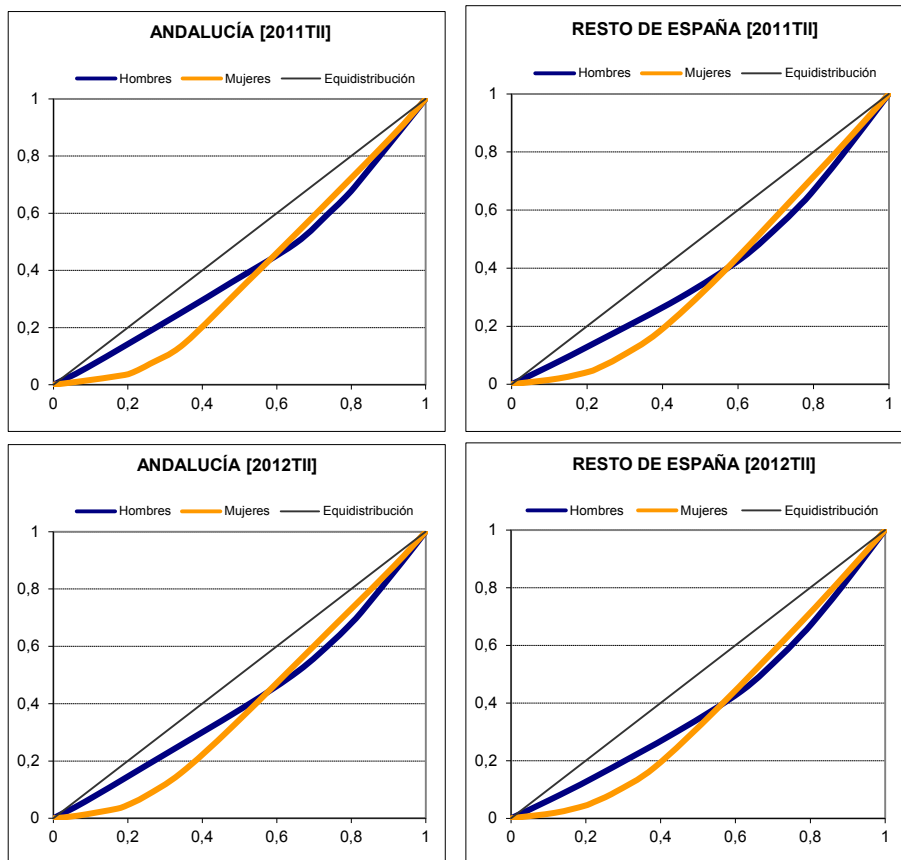 ANDALUCÍA [2011TII]
Hombres Mujeres Equidistribución
1
0,8
0,6
0,4
0,2
0
0 0,2 0,4 0,6 0,8 1
RESTO DE ESPAÑA [2011TII]
Hombres Mujeres Equidistribución
1
0,8
0,6
0,4
0,2
0
0 0,2 0,4 0,6 0,8 1
ANDALUCÍA [2012TII]
Hombres Mujeres Equidistribución
1
0,8
0,6
0,4
0,2
0
0 0,2 0,4 0,6 0,8 1
RESTO DE ESPAÑA [2012TII]
Hombres Mujeres Equidistribución
1
0,8
0,6
0,4
0,2
0
0 0,2 0,4 0,6 0,8 1